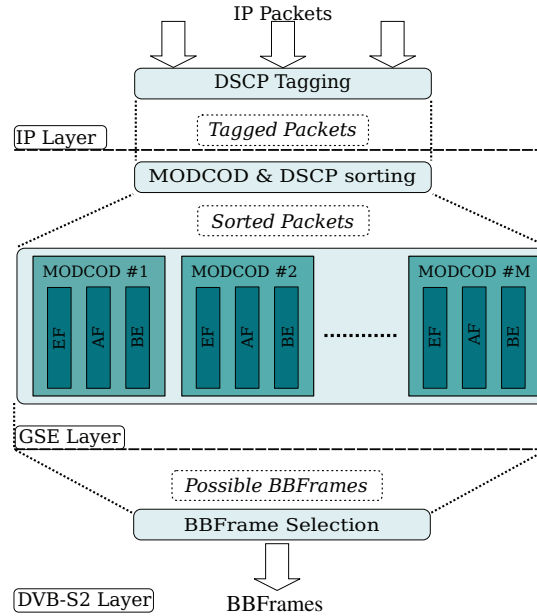 IP Packets
DSCP Tagging
Tagged Packets
IP Layer
MODCOD & DSCP sorting
Sorted Packets
MODCOD #1
MODCOD #2
MODCOD #M
EF
AF
BE
EF
AF
BE
............
EF
AF
BE
GSE Layer
Possible BBFrames
BBFrame Selection
DVB-S2 Layer
BBFrames